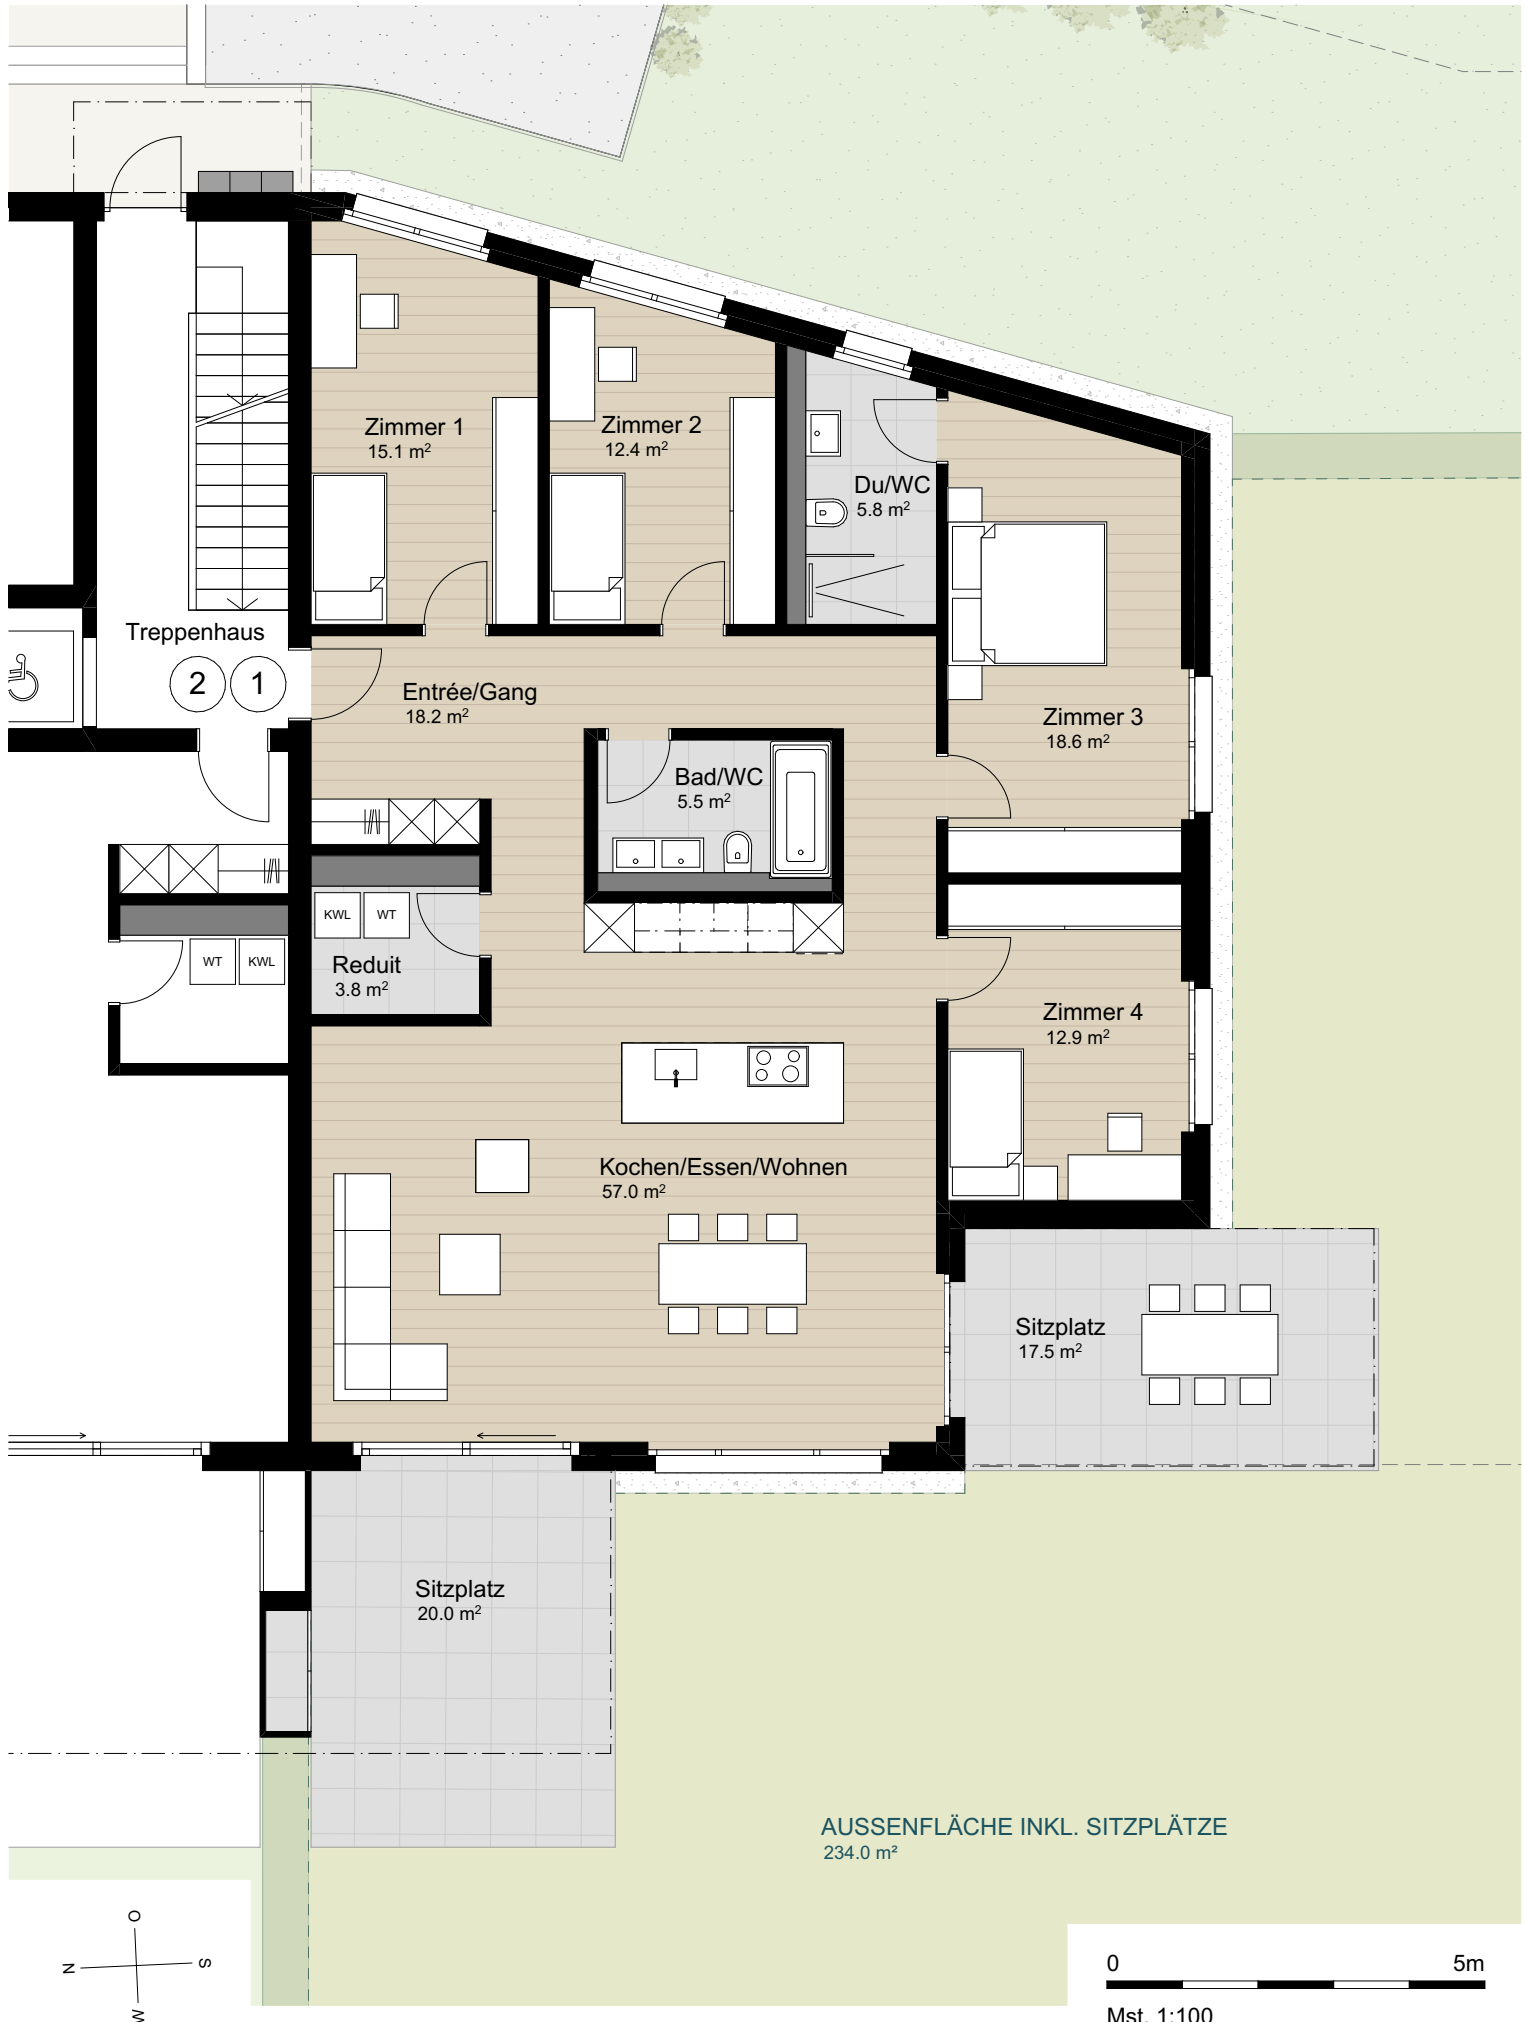 Zimmer 1
15.1 m²
Zimmer 2
12.4 m²
Du/WC
5.8 m²
Treppenhaus
2
1
Entrée/Gang
18.2 m²
Zimmer 3
18.6 m²
Bad/WC
5.5 m²
KWL
WT
WT
KWL
Reduit
3.8 m²
Zimmer 4
12.9 m²
Kochen/Essen/Wohnen
57.0 m²
Sitzplatz
17.5 m²
Sitzplatz
20.0 m²
AUSSENFLÄCHE INKL. SITZPLÄTZE
234.0 m²
O
N
S
W
0
5m
Mst. 1:100